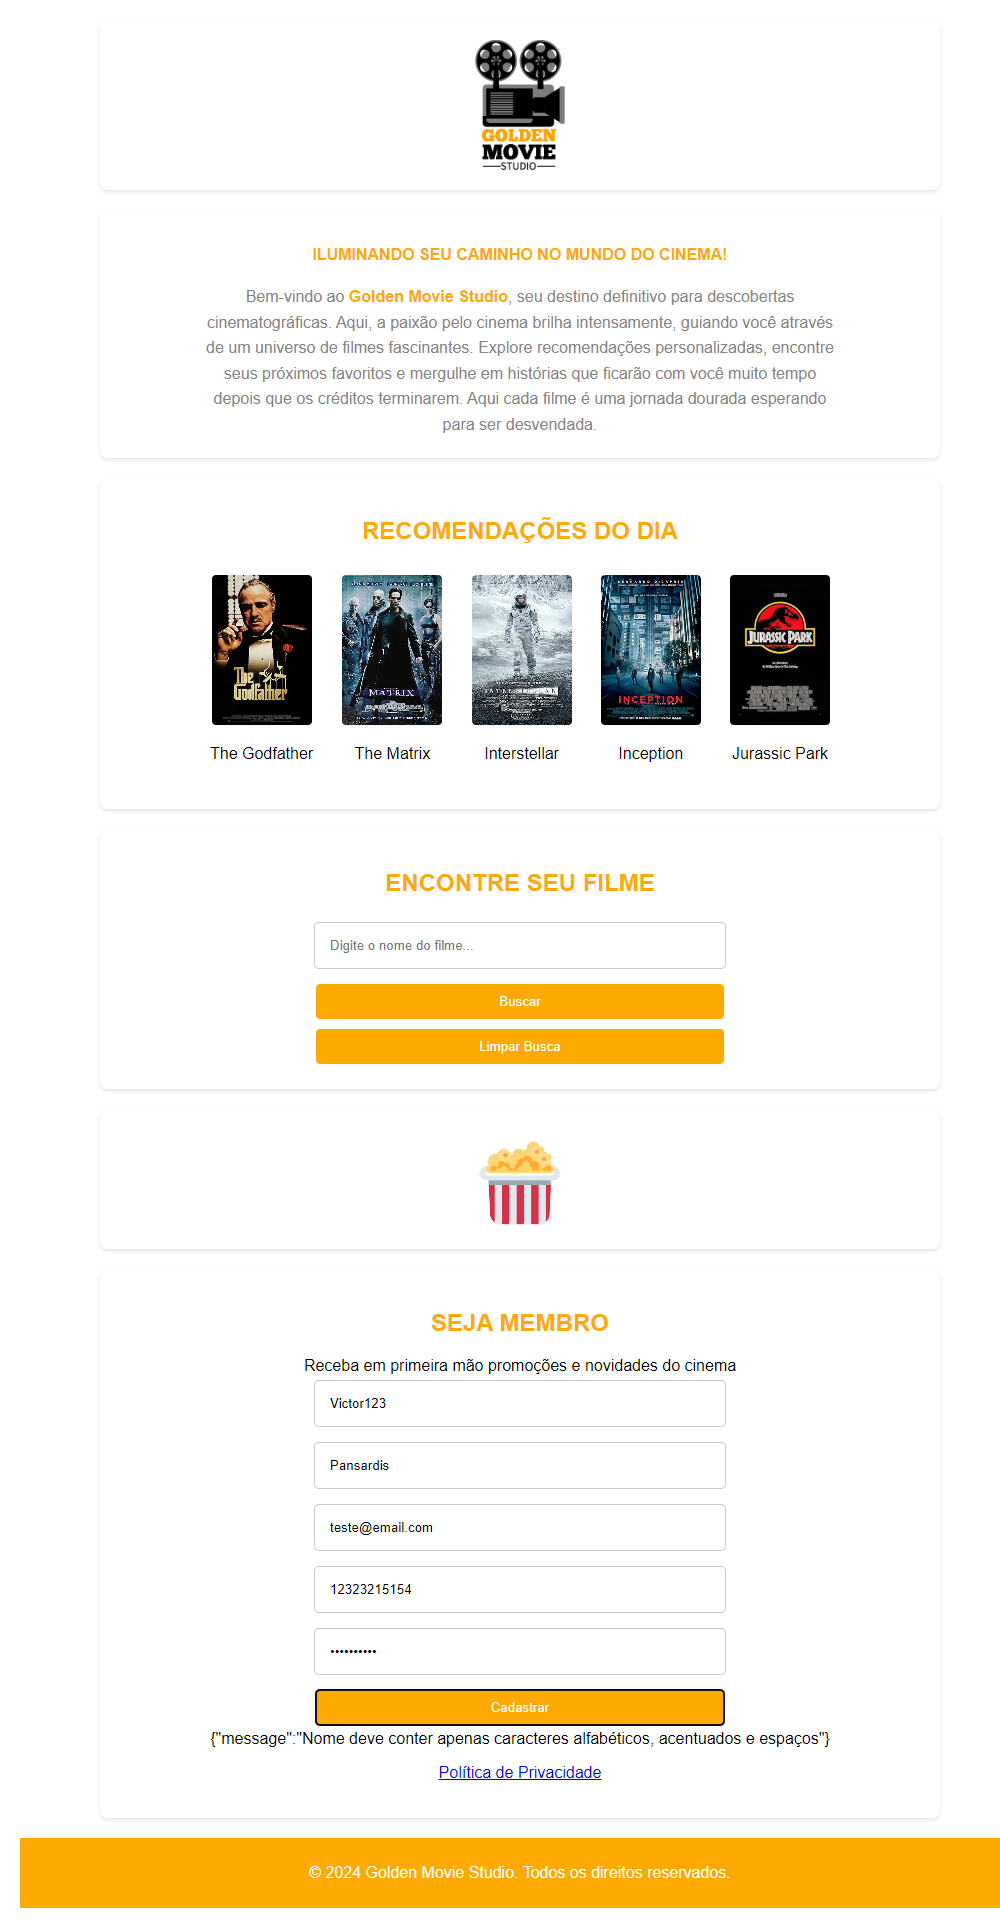 GOLDEN
MOVIE
STUDIO
ILUMINANDO SEU CAMINHO NO MUNDO DO CINEMA!
Bem-vindo ao Golden Movie Studio, seu destino definitivo para descobertas
cinematográficas. Aqui, a paixão pelo cinema brilha intensamente, guiando você através
de um universo de filmes fascinantes. Explore recomendações personalizadas, encontre
seus próximos favoritos e mergulhe em histórias que ficarão com você muito tempo
depois que os créditos terminarem. Aqui cada filme é uma jornada dourada esperando
para ser desvendada.
RECOMENDAÇÕES DO DIA
The Godfather
MATRIX
INCEPTION
JURASSIC PARK
The Godfather
The Matrix
Interstellar
Inception
Jurassic Park
ENCONTRE SEU FILME
Digite o nome do filme...
Buscar
Limpar Busca
SEJA MEMBRO
Receba em primeira mão promoções e novidades do cinema
Victor123
Pansardis
teste@email.com
12323215154
••••••••••
Cadastrar
{"message":"Nome deve conter apenas caracteres alfabéticos, acentuados e espaços"}
Política de Privacidade
© 2024 Golden Movie Studio. Todos os direitos reservados.